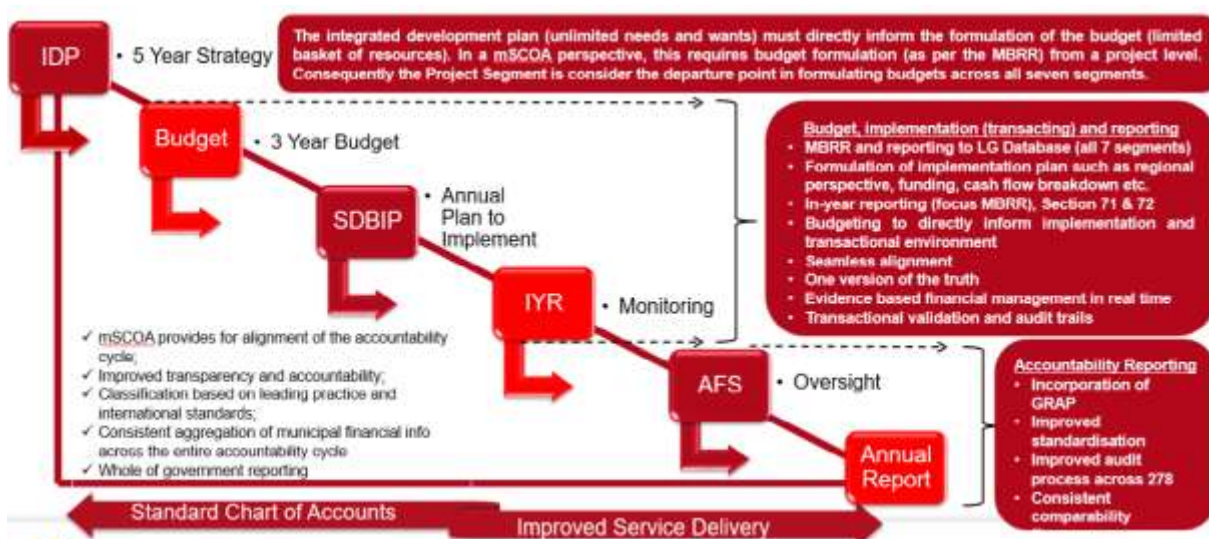 IDP
• 5 Year Strategy
The integrated development plan (unlimited needs and wants) must directly inform the formulation of the budget (limited
basket of resources). In a mSCOA perspective, this requires budget formulation (as per the MBRR) from a project level.
Consequently the Project Segment is consider the departure point in formulating budgets across all seven segments.
Budget
• 3 Year Budget
SDBIP
• Annual
Plan to
Implement
IYR
• Monitoring
AFS
• Oversight
Annual
Report
Budget, implementation (transacting) and reporting
• MBRR and reporting to LG Database (all 7 segments)
• Formulation of implementation plan such as regional
perspective, funding, cash flow breakdown etc.
• In-year reporting (focus MBRR), Section 71 & 72
• Budgeting to directly inform implementation and
transactional environment
• Seamless alignment
• One version of the truth
• Evidence based financial management in real time
• Transactional validation and audit trails
✓ mSCOA provides for alignment of the accountability
cycle;
✓ Improved transparency and accountability;
✓ Classification based on leading practice and
international standards;
✓ Consistent aggregation of municipal financial info
across the entire accountability cycle
✓ Whole of government reporting
Accountability Reporting
• Incorporation of
GRAP
• Improved
standardisation
• Improved audit
process across 278
• Consistent
comparability
Standard Chart of Accounts
Improved Service Delivery